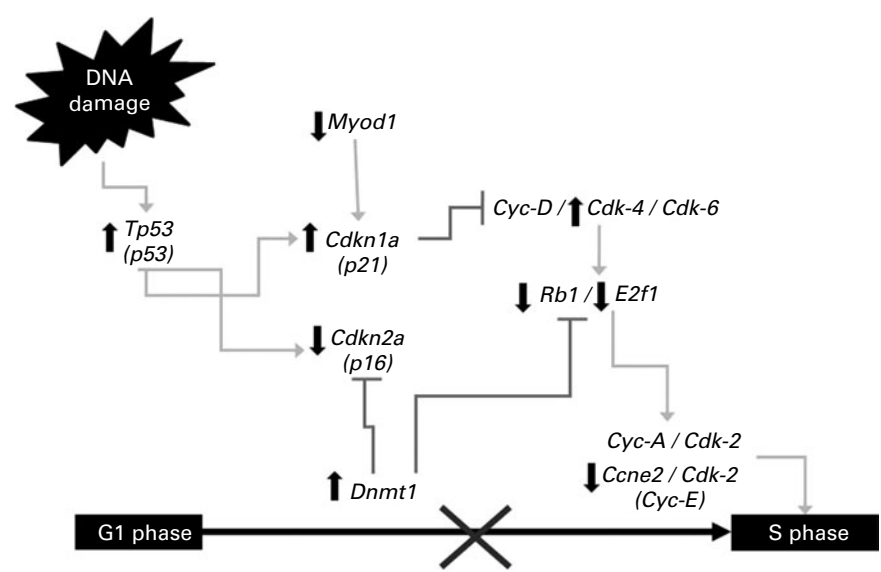 DNA
damage
Myod1
Cyc-D / Cdk-4 / Cdk-6
Tp53
(p53)
Cdkn1a
(p21)
Rb1 / E2f1
Cdkn2a
(p16)
Cyc-A / Cdk-2
Ccne2 / Cdk-2
(Cyc-E)
Dnmt1
G1 phase
S phase